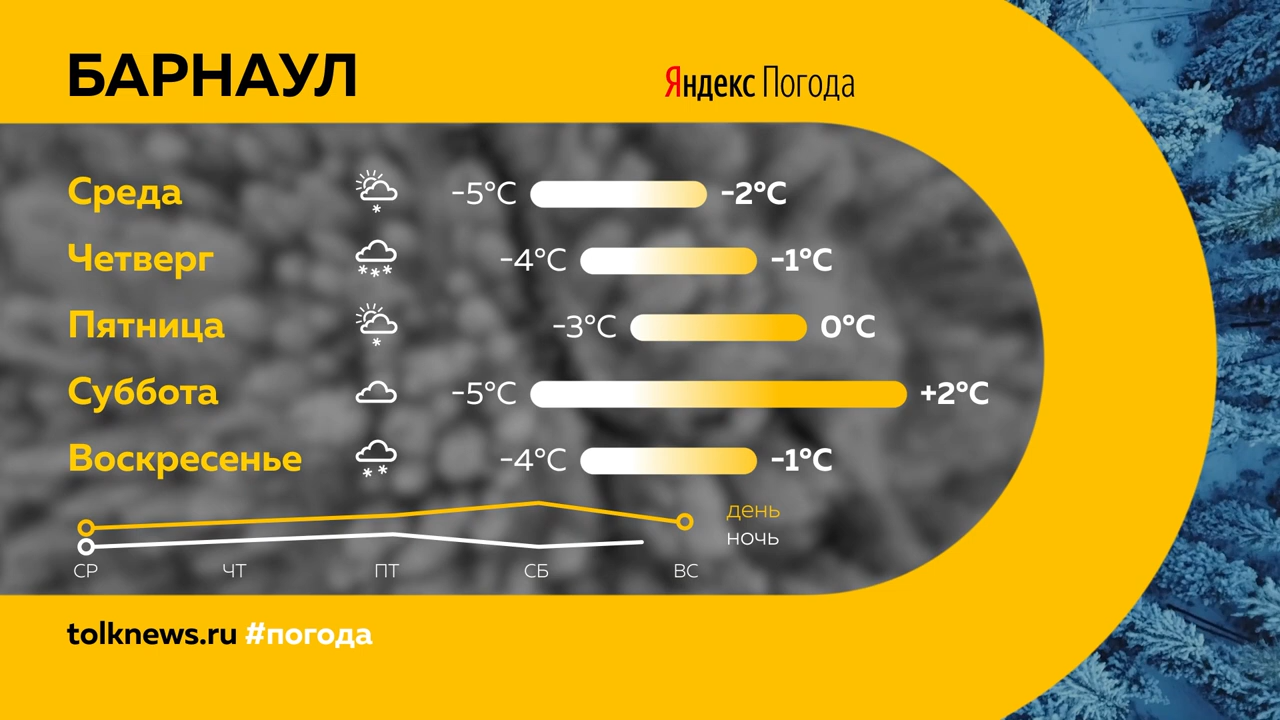 БАРНАУЛ
Яндекс Погода
Среда -5°C -2°C
Четверг -4°C -1°C
Пятница -3°C 0°C
Суббота -5°C +2°C
Воскресенье -4°C -1°C
день
ночь
СР ЧТ ПТ СБ ВС
tolknews.ru #погода